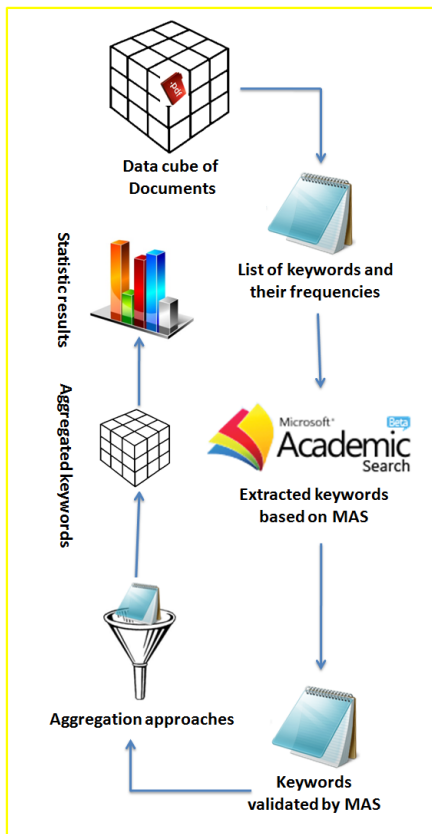 .pdf
Data cube of
Documents
List of keywords and
their frequencies
Microsoft®
Beta
Academic
Search
Extracted keywords
based on MAS
Keywords
validated by MAS
Aggregation approaches
Aggregated keywords
Statistic results